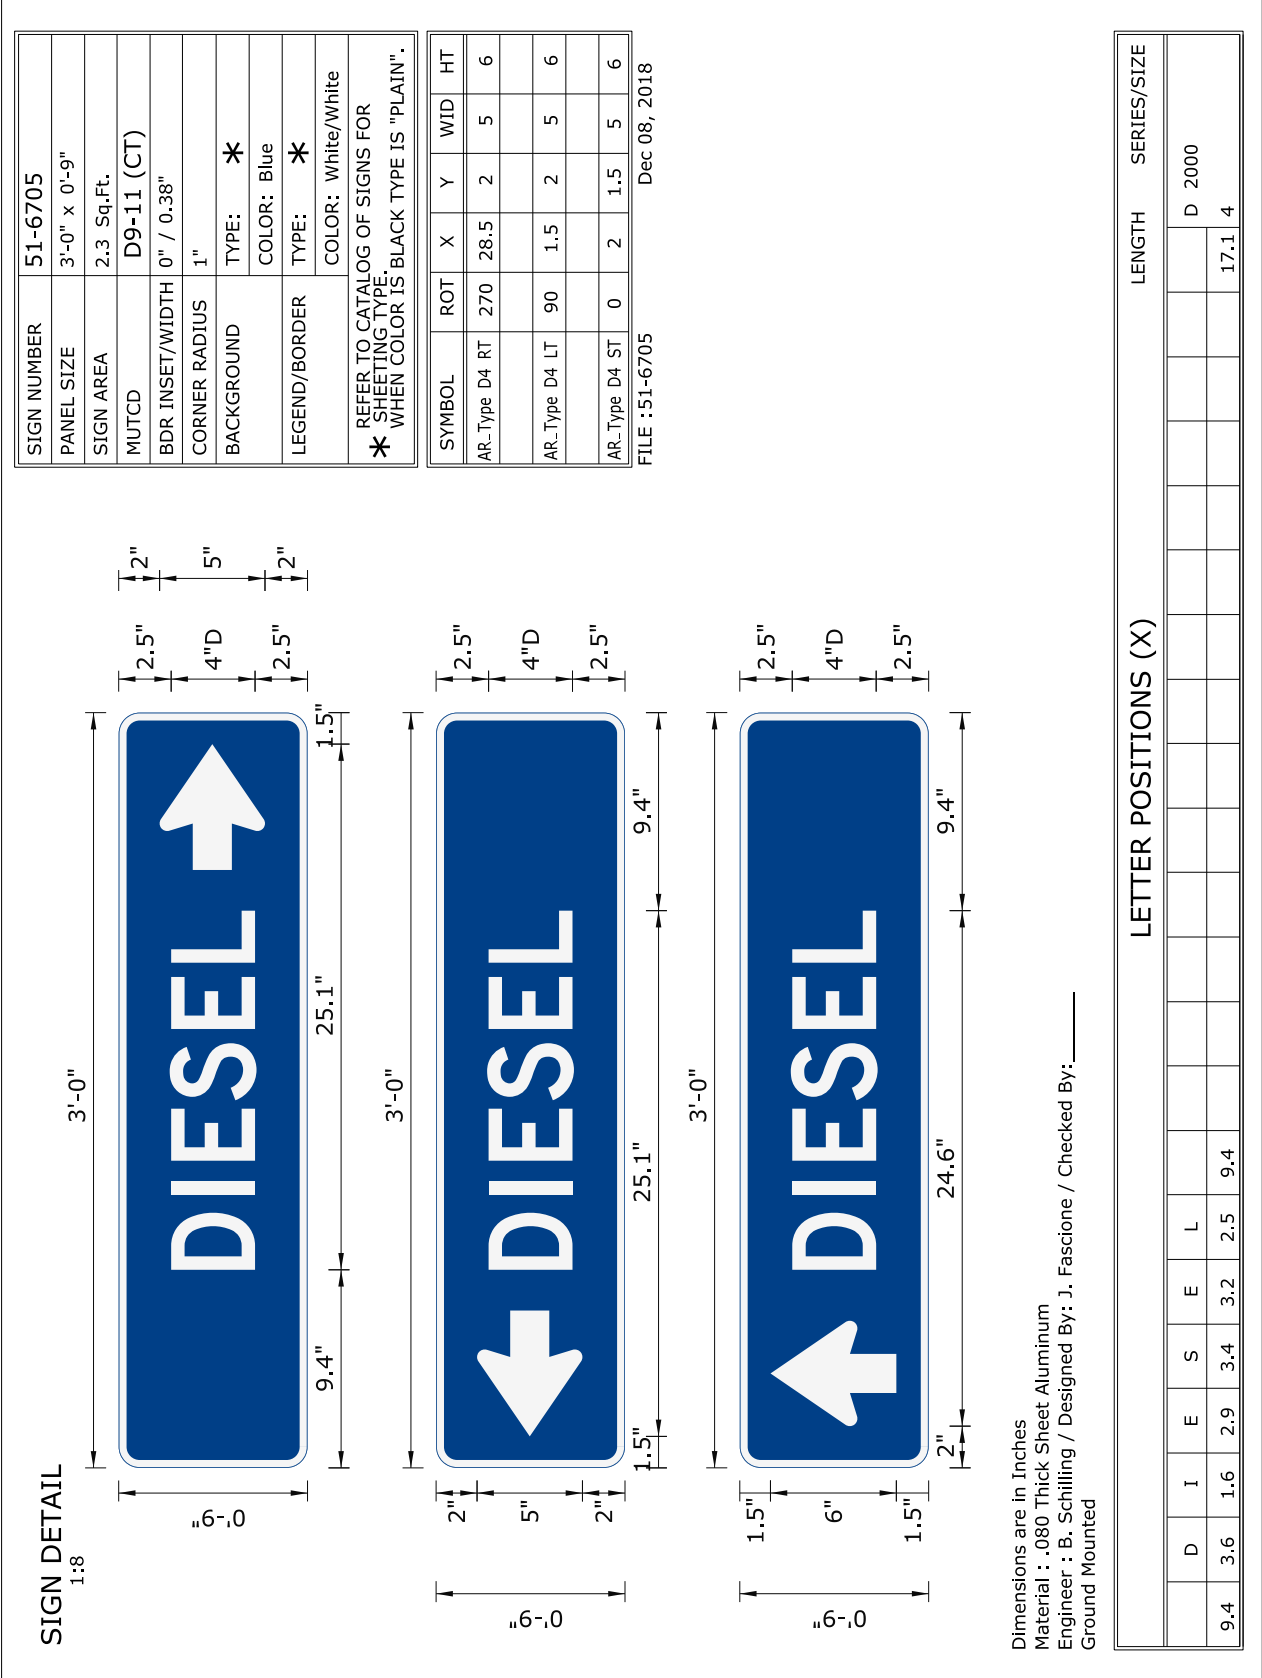 SIGN DETAIL
1:8
3'-0"
0'-9"
DIESEL
2.5"
4"D
2.5"
2"
5"
2"
9.4"
25.1"
1.5"
3'-0"
2"
5"
2"
0'-9"
DIESEL
2.5"
4"D
2.5"
1.5"
25.1"
9.4"
3'-0"
1.5"
6"
1.5"
0'-9"
DIESEL
2.5"
4"D
2.5"
2"
24.6"
9.4"
SIGN NUMBER 51-6705
PANEL SIZE 3'-0" x 0'-9"
SIGN AREA 2.3 Sq.Ft.
MUTCD D9-11 (CT)
BDR INSET/WIDTH 0" / 0.38"
CORNER RADIUS 1"
BACKGROUND TYPE: *
COLOR: Blue
LEGEND/BORDER TYPE: *
COLOR: White/White
REFER TO CATALOG OF SIGNS FOR
* SHEETING TYPE.
WHEN COLOR IS BLACK TYPE IS "PLAIN".
SYMBOL ROT X Y WID HT
AR-Type D4 RT 270 28.5 2 5 6
AR-Type D4 LT 90 1.5 2 5 6
AR-Type D4 ST 0 2 1.5 5 6
FILE :51-6705 Dec 08, 2018
Dimensions are in Inches
Material : .080 Thick Sheet Aluminum
Engineer : B. Schilling / Designed By: J. Fascione / Checked By:
Ground Mounted
LETTER POSITIONS (X) LENGTH SERIES/SIZE
D I E S E L D 2000
9.4 3.6 1.6 2.9 3.4 3.2 2.5 9.4 17.1 4